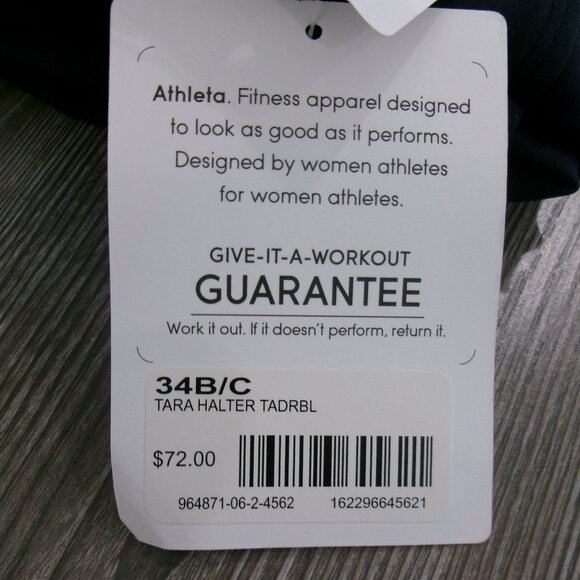 Athleta. Fitness apparel designed
to look as good as it performs.
Designed by women athletes
for women athletes.
GIVE-IT-A-WORKOUT
GUARANTEE
Work it out. If it doesn't perform, return it.
34B/C
TARA HALTER TADRBL
$72.00
964871-06-2-4562 162296645621